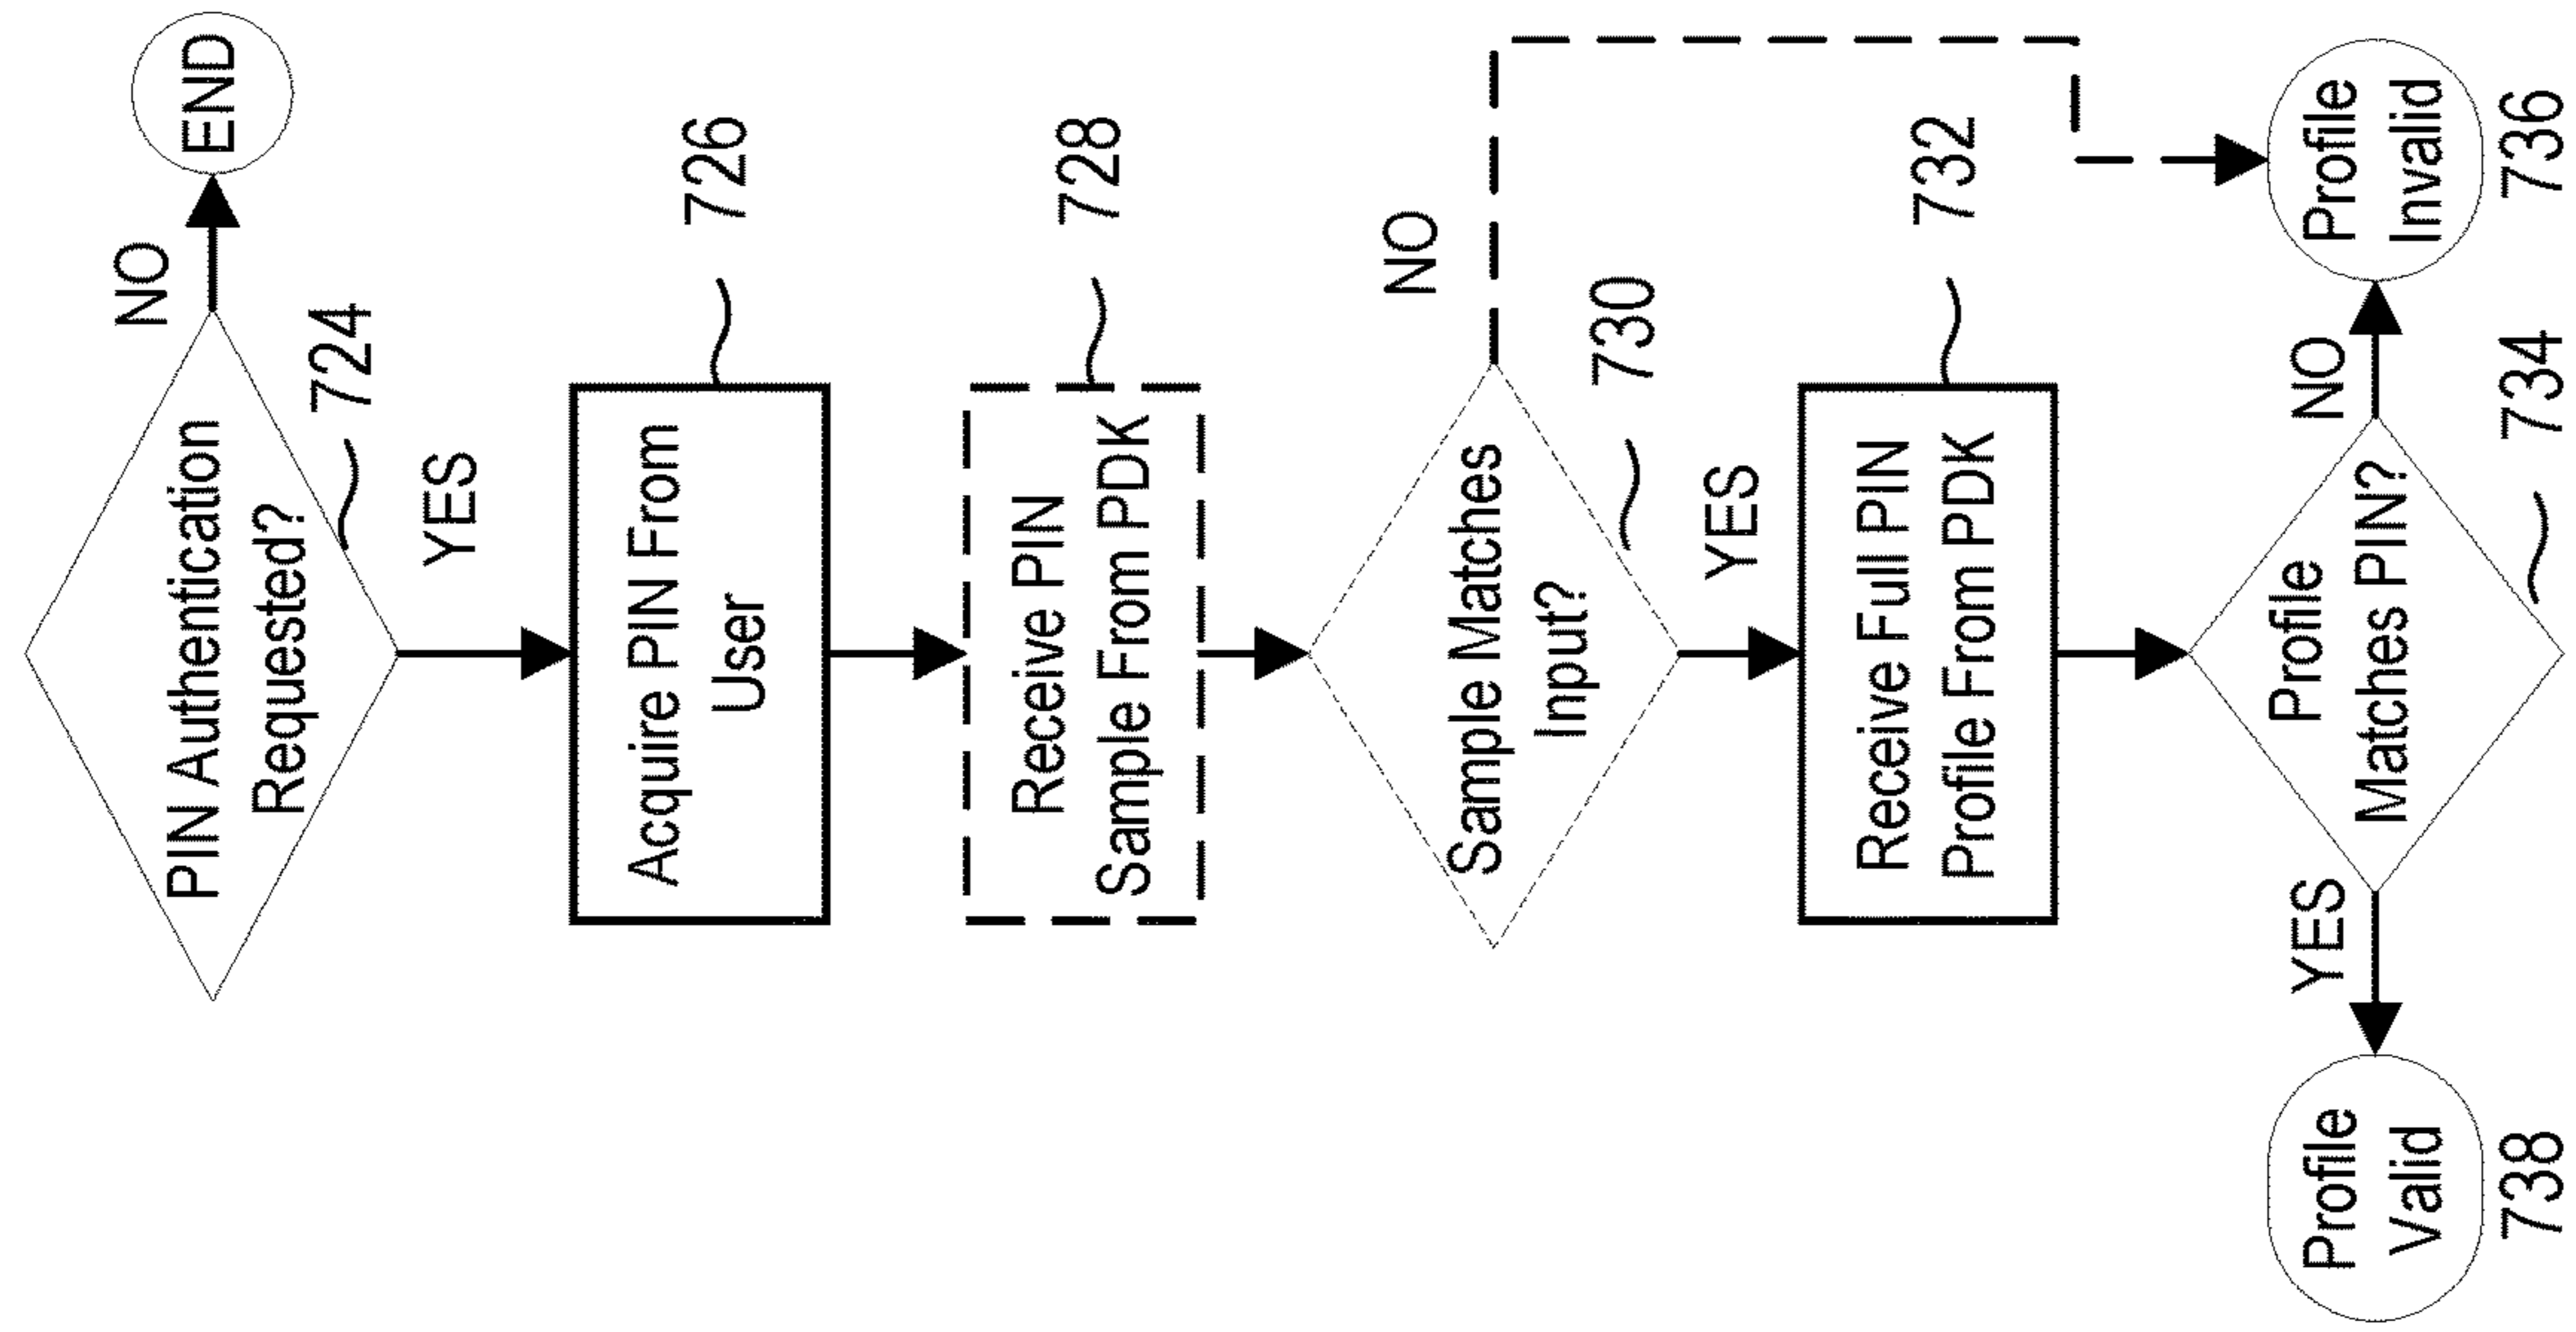 PIN Authentication
Requested?
724
NO
END
YES
Acquire PIN From
User
726
Receive PIN
Sample From PDK
728
Sample Matches
Input?
730
NO
YES
Receive Full PIN
Profile From PDK
732
Profile
Matches PIN?
734
NO
Profile
Invalid
736
YES
Profile
Valid
738